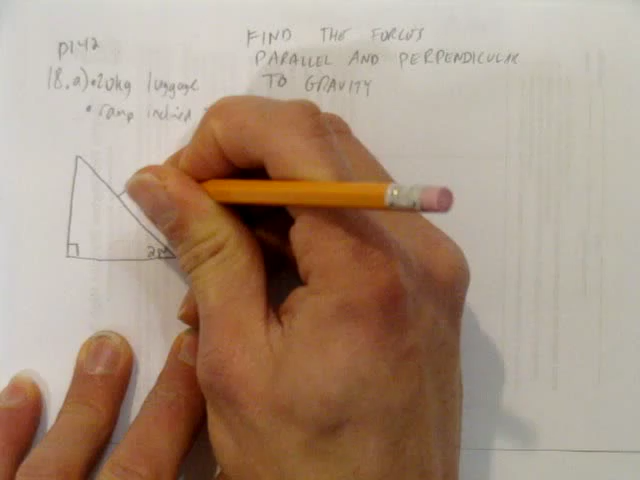 P142
18.a) • 20kg luggage
• ramp inclined
FIND THE FORCES
PARALLEL AND PERPENDICULAR
TO GRAVITY